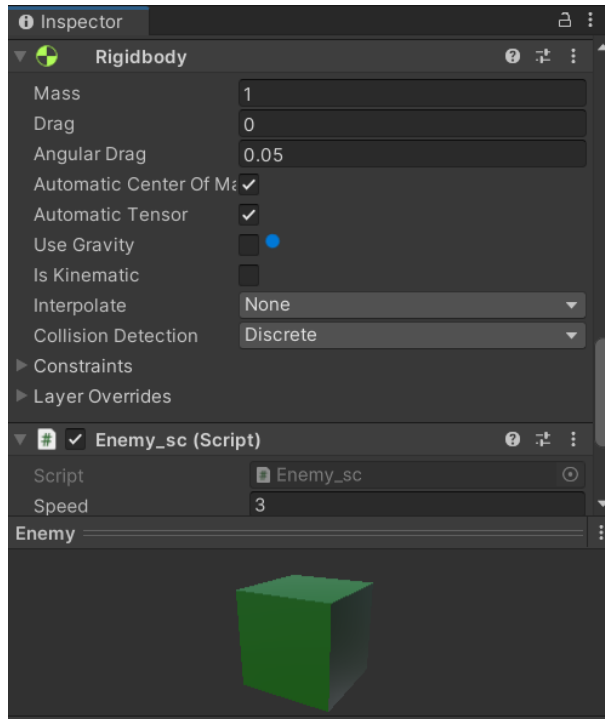 Inspector
Rigidbody
Mass 1
Drag 0
Angular Drag 0.05
Automatic Center Of Ma
Automatic Tensor
Use Gravity
Is Kinematic
Interpolate None
Collision Detection Discrete
Constraints
Layer Overrides
# Enemy_sc (Script)
Script # Enemy_sc
Speed 3
Enemy